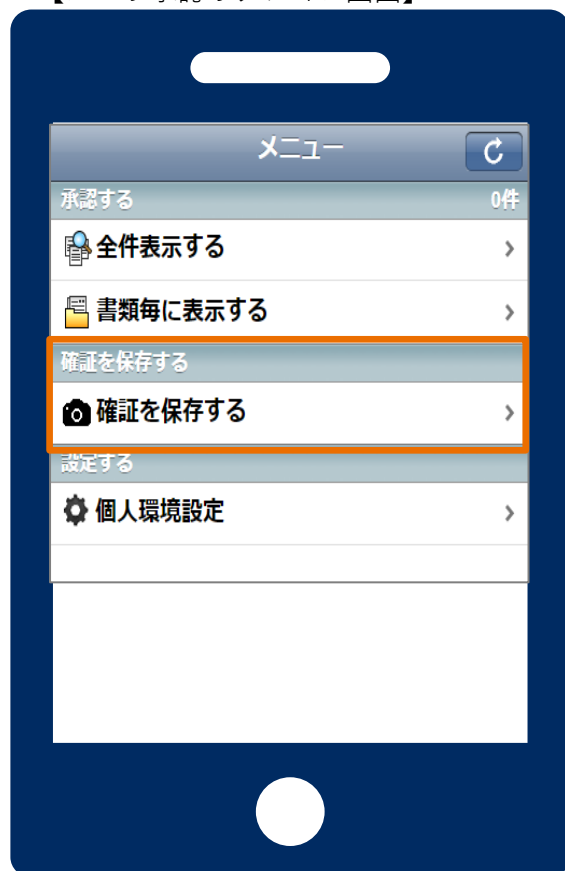 メニュー
承認する 0件
全件表示する
書類毎に表示する
確証を保存する
確証を保存する
設定する
個人環境設定